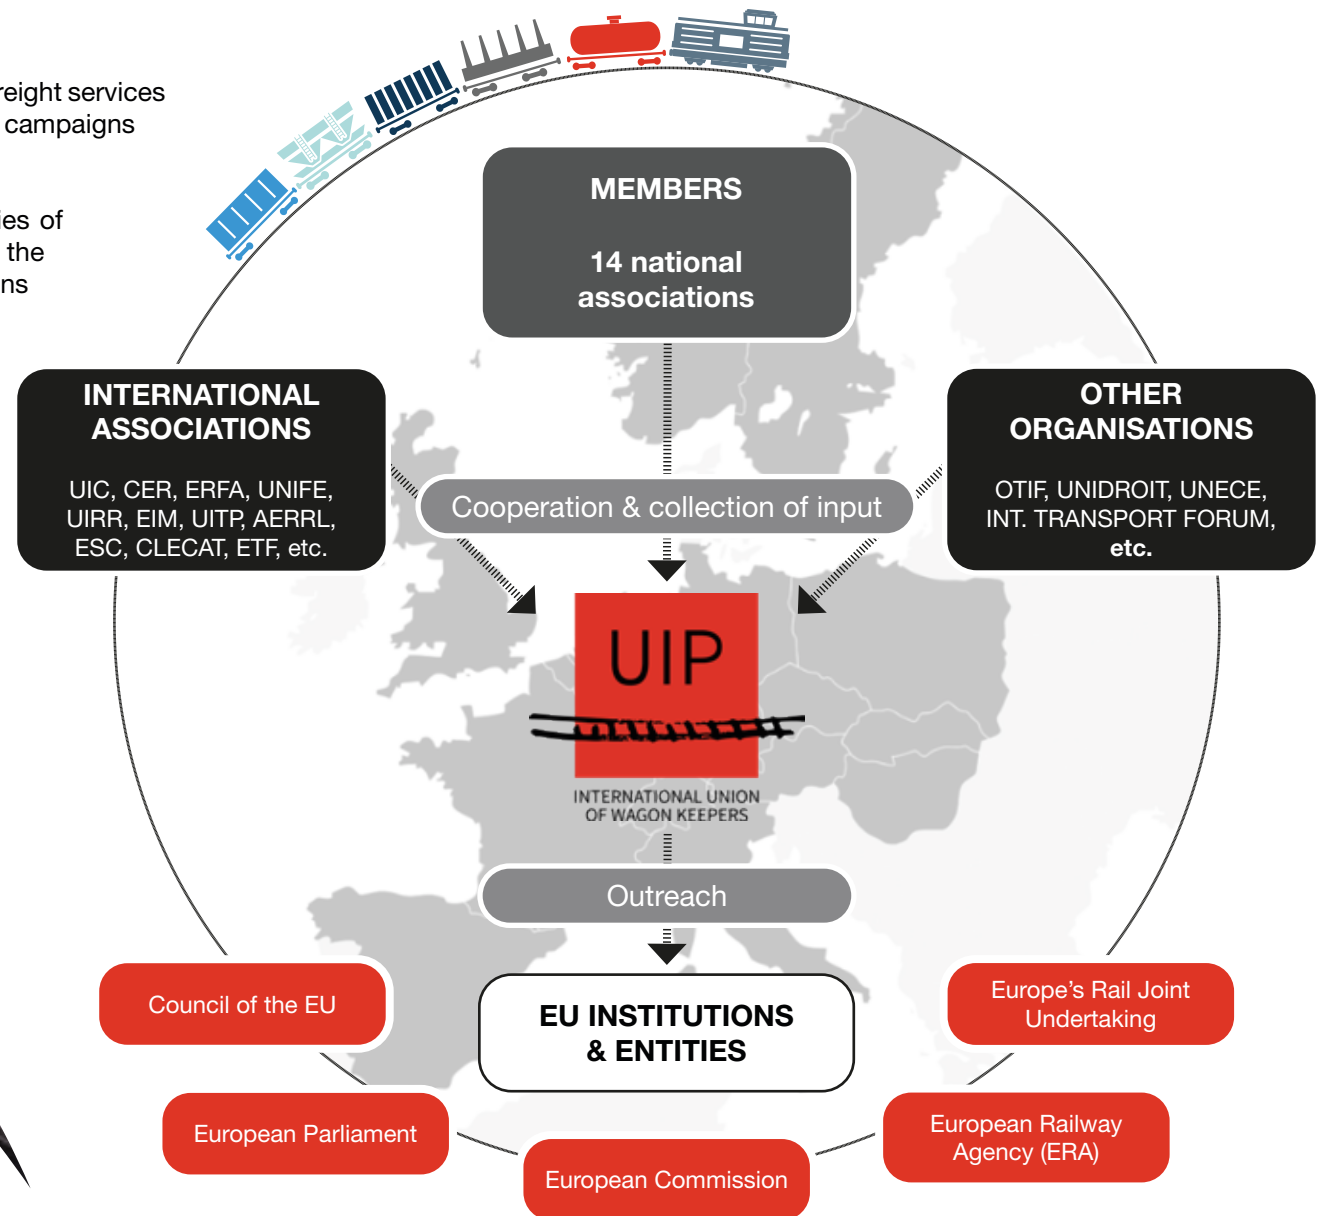 reight services
campaigns
ies of
the
ns
MEMBERS
14 national
associations
INTERNATIONAL
ASSOCIATIONS
UIC, CER, ERFA, UNIFE,
UIRR, EIM, UITP, AERRL,
ESC, CLECAT, ETF, etc.
OTHER
ORGANISATIONS
OTIF, UNIDROIT, UNECE,
INT. TRANSPORT FORUM,
etc.
Cooperation & collection of input
UIP
INTERNATIONAL UNION
OF WAGON KEEPERS
Outreach
EU INSTITUTIONS
& ENTITIES
Council of the EU
Europe’s Rail Joint
Undertaking
European Parliament
European Railway
Agency (ERA)
European Commission